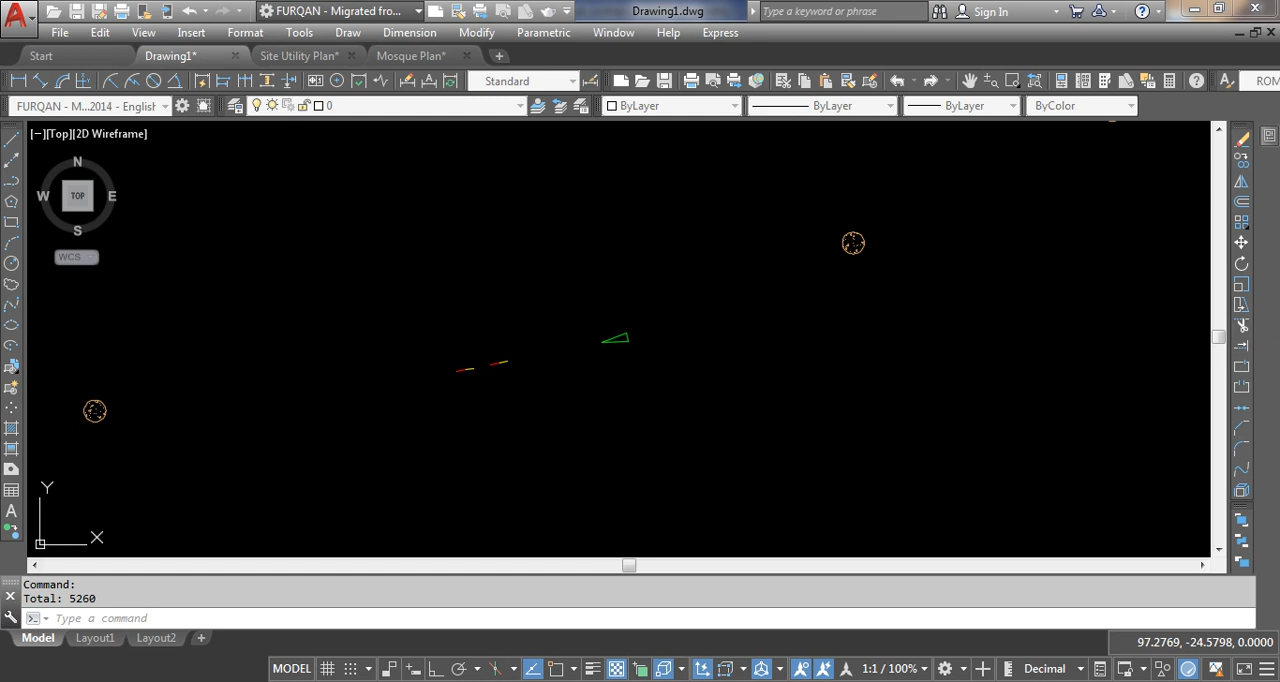 FURQAN - Migrated fro...
Drawing1.dwg
Type a keyword or phrase
Sign In
File Edit View Insert Format Tools Draw Dimension Modify Parametric Window Help Express
Start Drawing1* Site Utility Plan* Mosque Plan*
Standard
FURQAN - M...2014 - English
0
ByLayer
ByLayer
ByLayer
ByColor
[−][Top][2D Wireframe]
N
W TOP E
S
WCS
Y
X
Command:
Total: 5260
Type a command
Model Layout1 Layout2
97.2769, -24.5798, 0.0000
MODEL
1:1 / 100%
Decimal